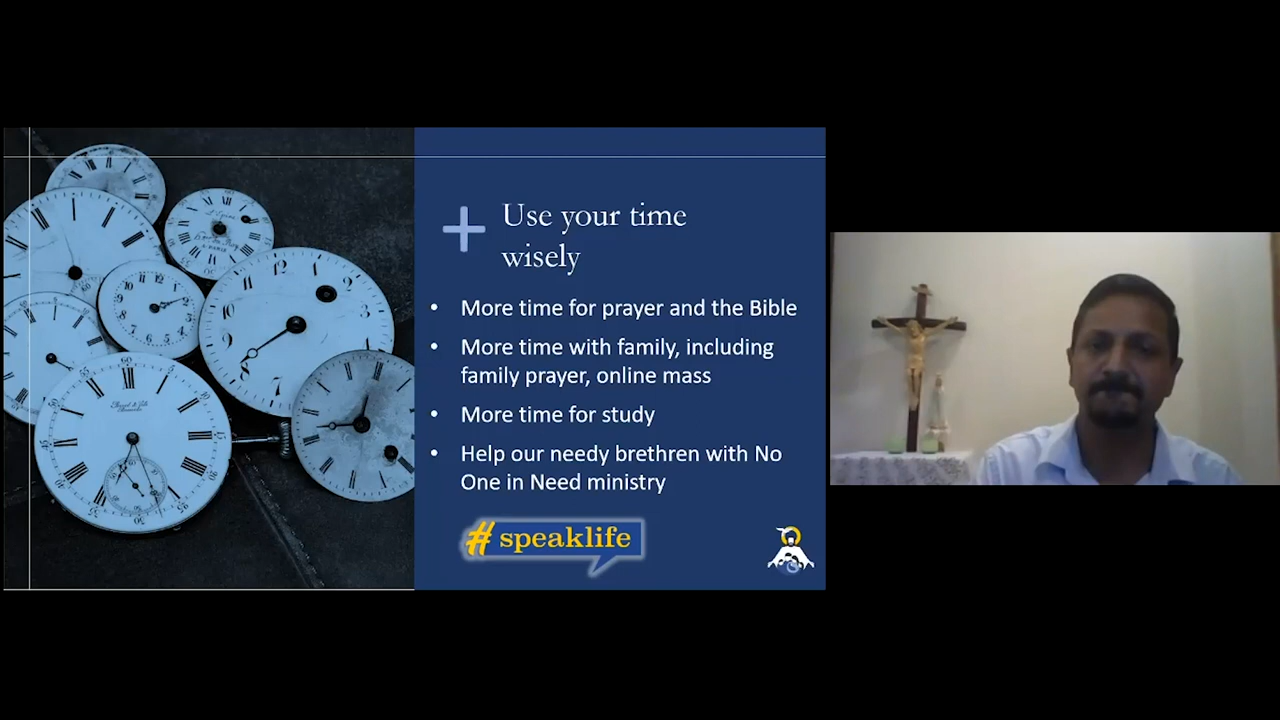 Use your time
wisely
• More time for prayer and the Bible
• More time with family, including
family prayer, online mass
• More time for study
• Help our needy brethren with No
One in Need ministry
#speaklife